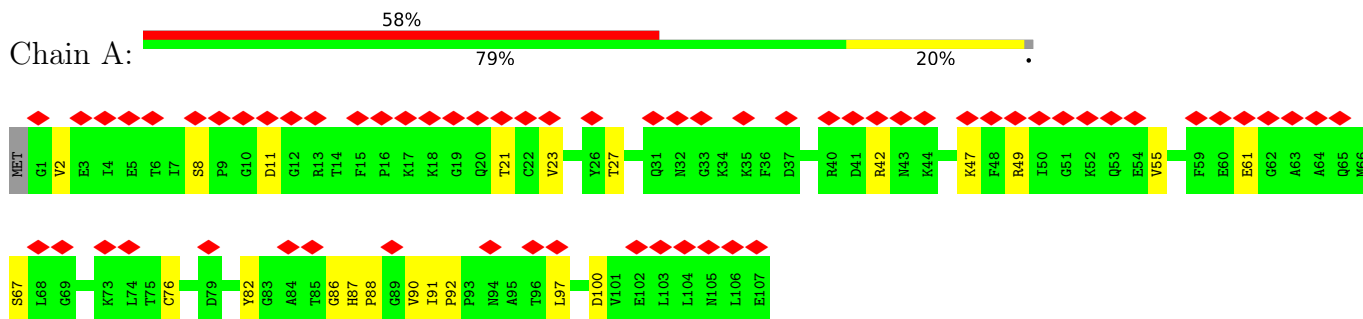 58%
Chain A:
79% 20% •
MET G1 V2 E3 I4 E5 T6 I7 S8 P9 G10 D11 G12 R13 T14 F15 P16 K17 K18 G19 Q20 T21 C22 V23 Y26 T27 Q31 N32 G33 K34 K35 F36 D37 R40 D41 R42 N43 K44 K47 F48 R49 I50 G51 K52 Q53 E54 V55 F59 E60 E61 G62 A63 A64 Q65 M66
S67 L68 G69 K73 L74 T75 C76 D79 Y82 G83 A84 T85 G86 H87 P88 G89 V90 I91 P92 P93 N94 A95 T96 L97 D100 V101 E102 L103 L104 N105 L106 E107